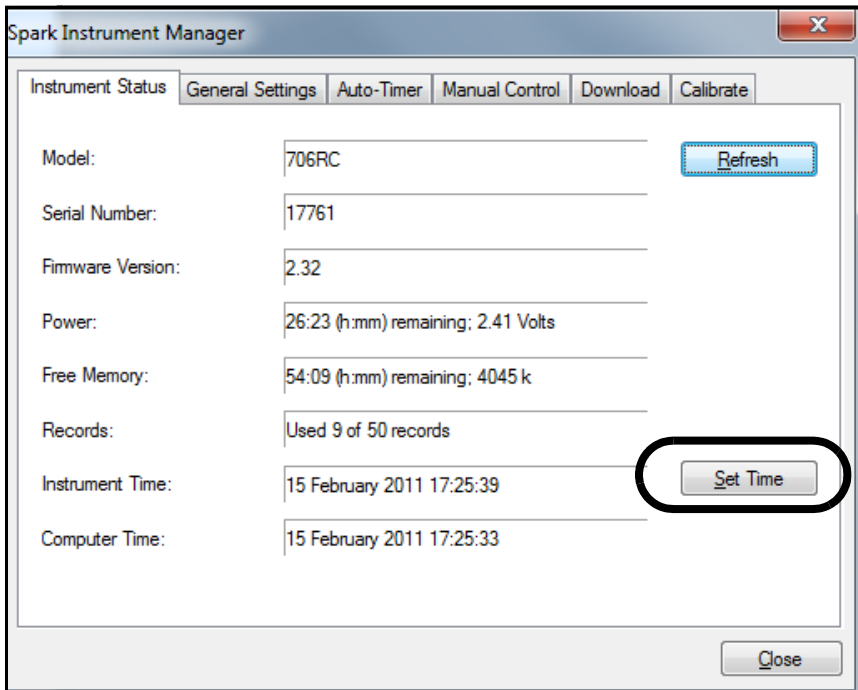 Spark Instrument Manager
Instrument Status General Settings Auto-Timer Manual Control Download Calibrate
Model: 706RC Refresh
Serial Number: 17761
Firmware Version: 2.32
Power: 26:23 (h:mm) remaining; 2.41 Volts
Free Memory: 54:09 (h:mm) remaining; 4045 k
Records: Used 9 of 50 records
Instrument Time: 15 February 2011 17:25:39 Set Time
Computer Time: 15 February 2011 17:25:33
Close